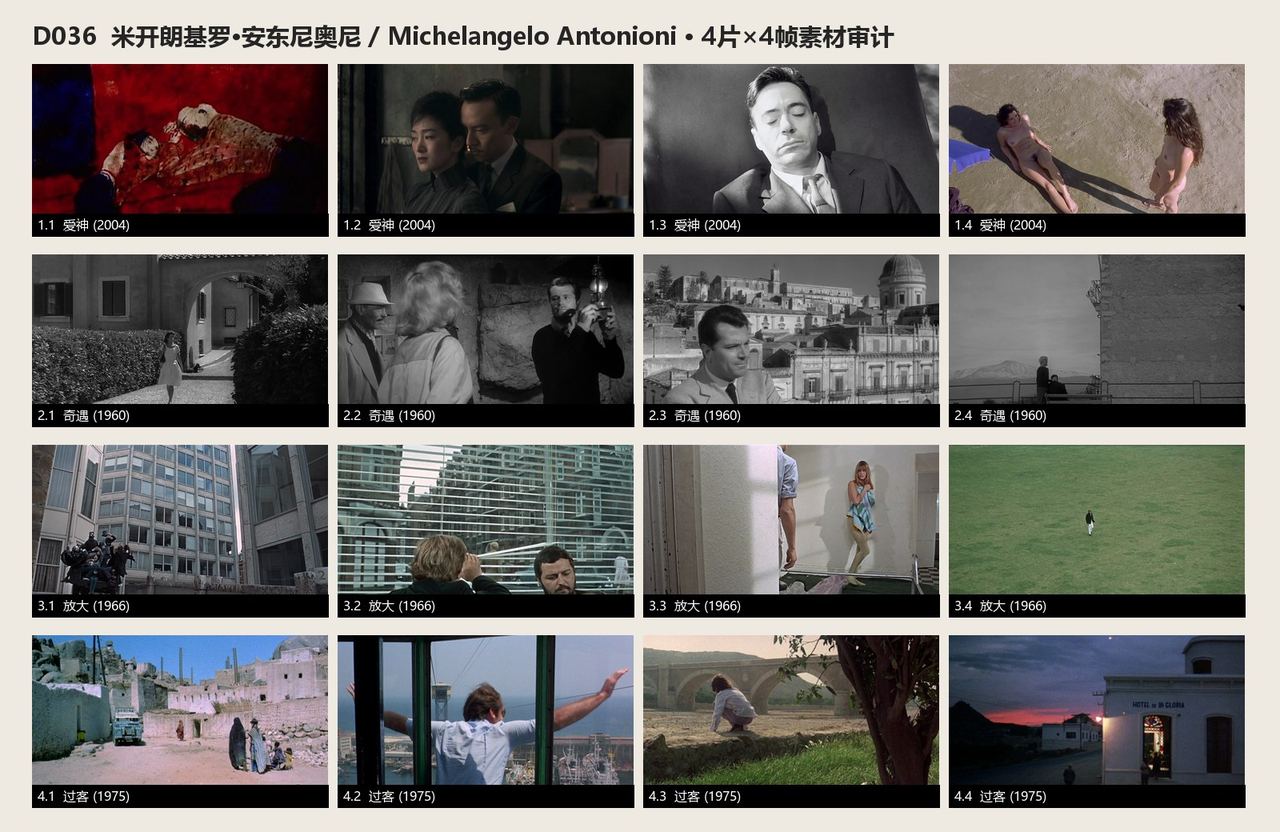 D036 米开朗基罗•安东尼奥尼 / Michelangelo Antonioni • 4片×4帧素材审计
1.1 爱神 (2004)
1.2 爱神 (2004)
1.3 爱神 (2004)
1.4 爱神 (2004)
2.1 奇遇 (1960)
2.2 奇遇 (1960)
2.3 奇遇 (1960)
2.4 奇遇 (1960)
3.1 放大 (1966)
3.2 放大 (1966)
3.3 放大 (1966)
3.4 放大 (1966)
HOTEL DE LA GLORIA
4.1 过客 (1975)
4.2 过客 (1975)
4.3 过客 (1975)
4.4 过客 (1975)